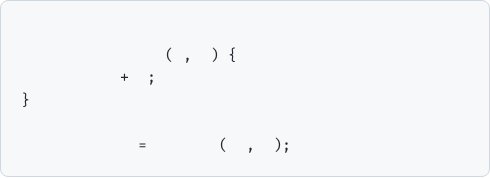 ( , ) {
+ ;
}
= ( , );